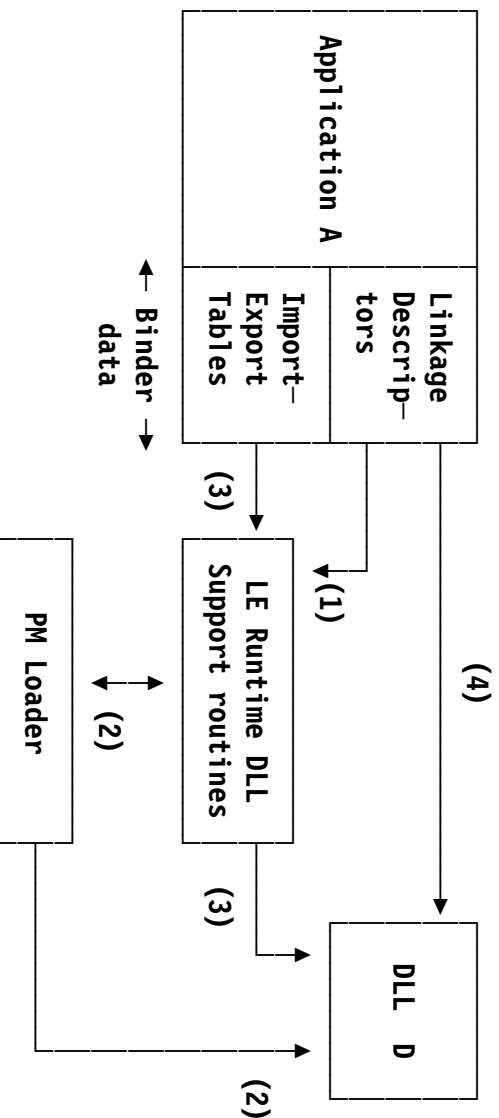 Application A
Linkage
Descrip—
tors
Import—
Export
Tables
Binder
data
(4)
(1)
(3)
LE Runtime DLL
Support routines
(3)
(2)
PM Loader
DLL D
(2)